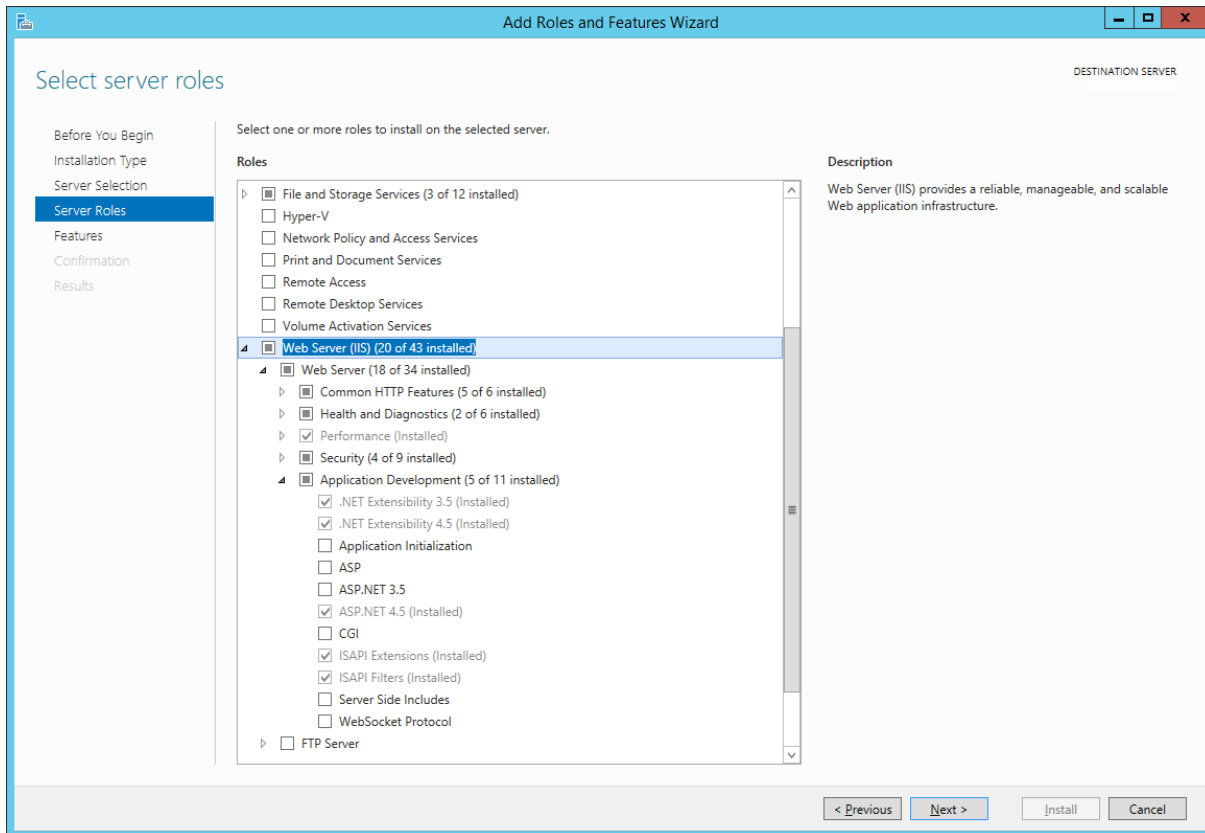 Add Roles and Features Wizard
Select server roles
DESTINATION SERVER
Before You Begin
Installation Type
Server Selection
Server Roles
Features
Confirmation
Results
Select one or more roles to install on the selected server.
Roles
File and Storage Services (3 of 12 installed)
Hyper-V
Network Policy and Access Services
Print and Document Services
Remote Access
Remote Desktop Services
Volume Activation Services
Web Server (IIS) (20 of 43 installed)
Web Server (18 of 34 installed)
Common HTTP Features (5 of 6 installed)
Health and Diagnostics (2 of 6 installed)
Performance (Installed)
Security (4 of 9 installed)
Application Development (5 of 11 installed)
.NET Extensibility 3.5 (Installed)
.NET Extensibility 4.5 (Installed)
Application Initialization
ASP
ASP.NET 3.5
ASP.NET 4.5 (Installed)
CGI
ISAPI Extensions (Installed)
ISAPI Filters (Installed)
Server Side Includes
WebSocket Protocol
FTP Server
Description
Web Server (IIS) provides a reliable, manageable, and scalable
Web application infrastructure.
< Previous
Next >
Install
Cancel